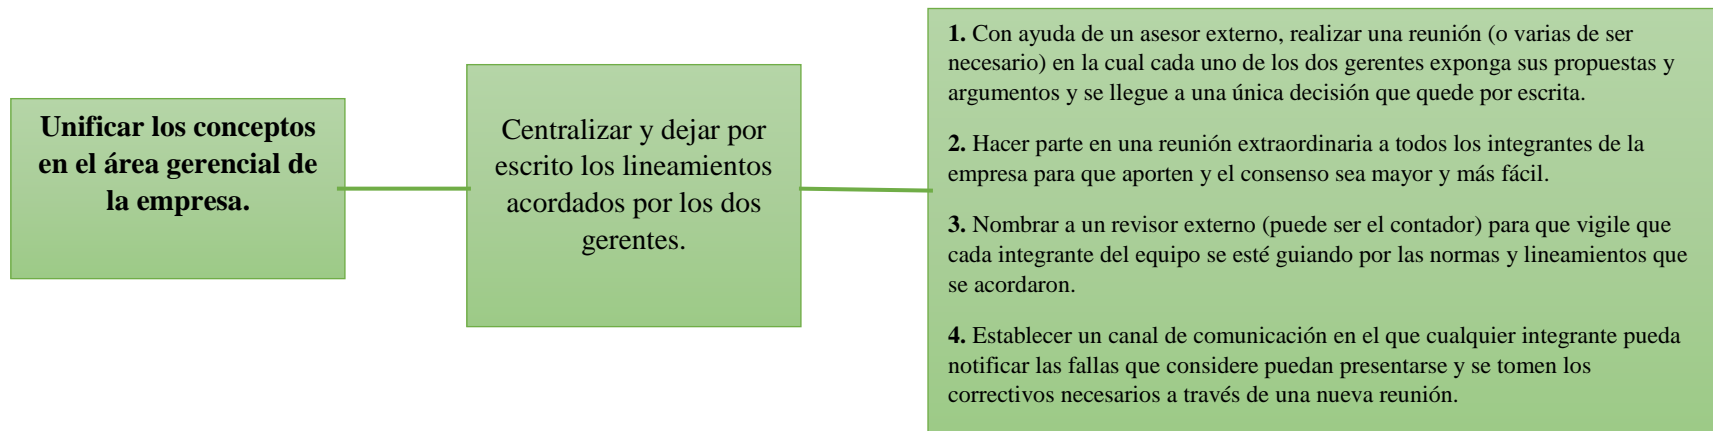 Unificar los conceptos
en el área gerencial de
la empresa.
Centralizar y dejar por
escrito los lineamientos
acordados por los dos
gerentes.
1. Con ayuda de un asesor externo, realizar una reunión (o varias de ser
necesario) en la cual cada uno de los dos gerentes exponga sus propuestas y
argumentos y se llegue a una única decisión que quede por escrita.
2. Hacer parte en una reunión extraordinaria a todos los integrantes de la
empresa para que aporten y el consenso sea mayor y más fácil.
3. Nombrar a un revisor externo (puede ser el contador) para que vigile que
cada integrante del equipo se esté guiando por las normas y lineamientos que
se acordaron.
4. Establecer un canal de comunicación en el que cualquier integrante pueda
notificar las fallas que considere puedan presentarse y se tomen los
correctivos necesarios a través de una nueva reunión.